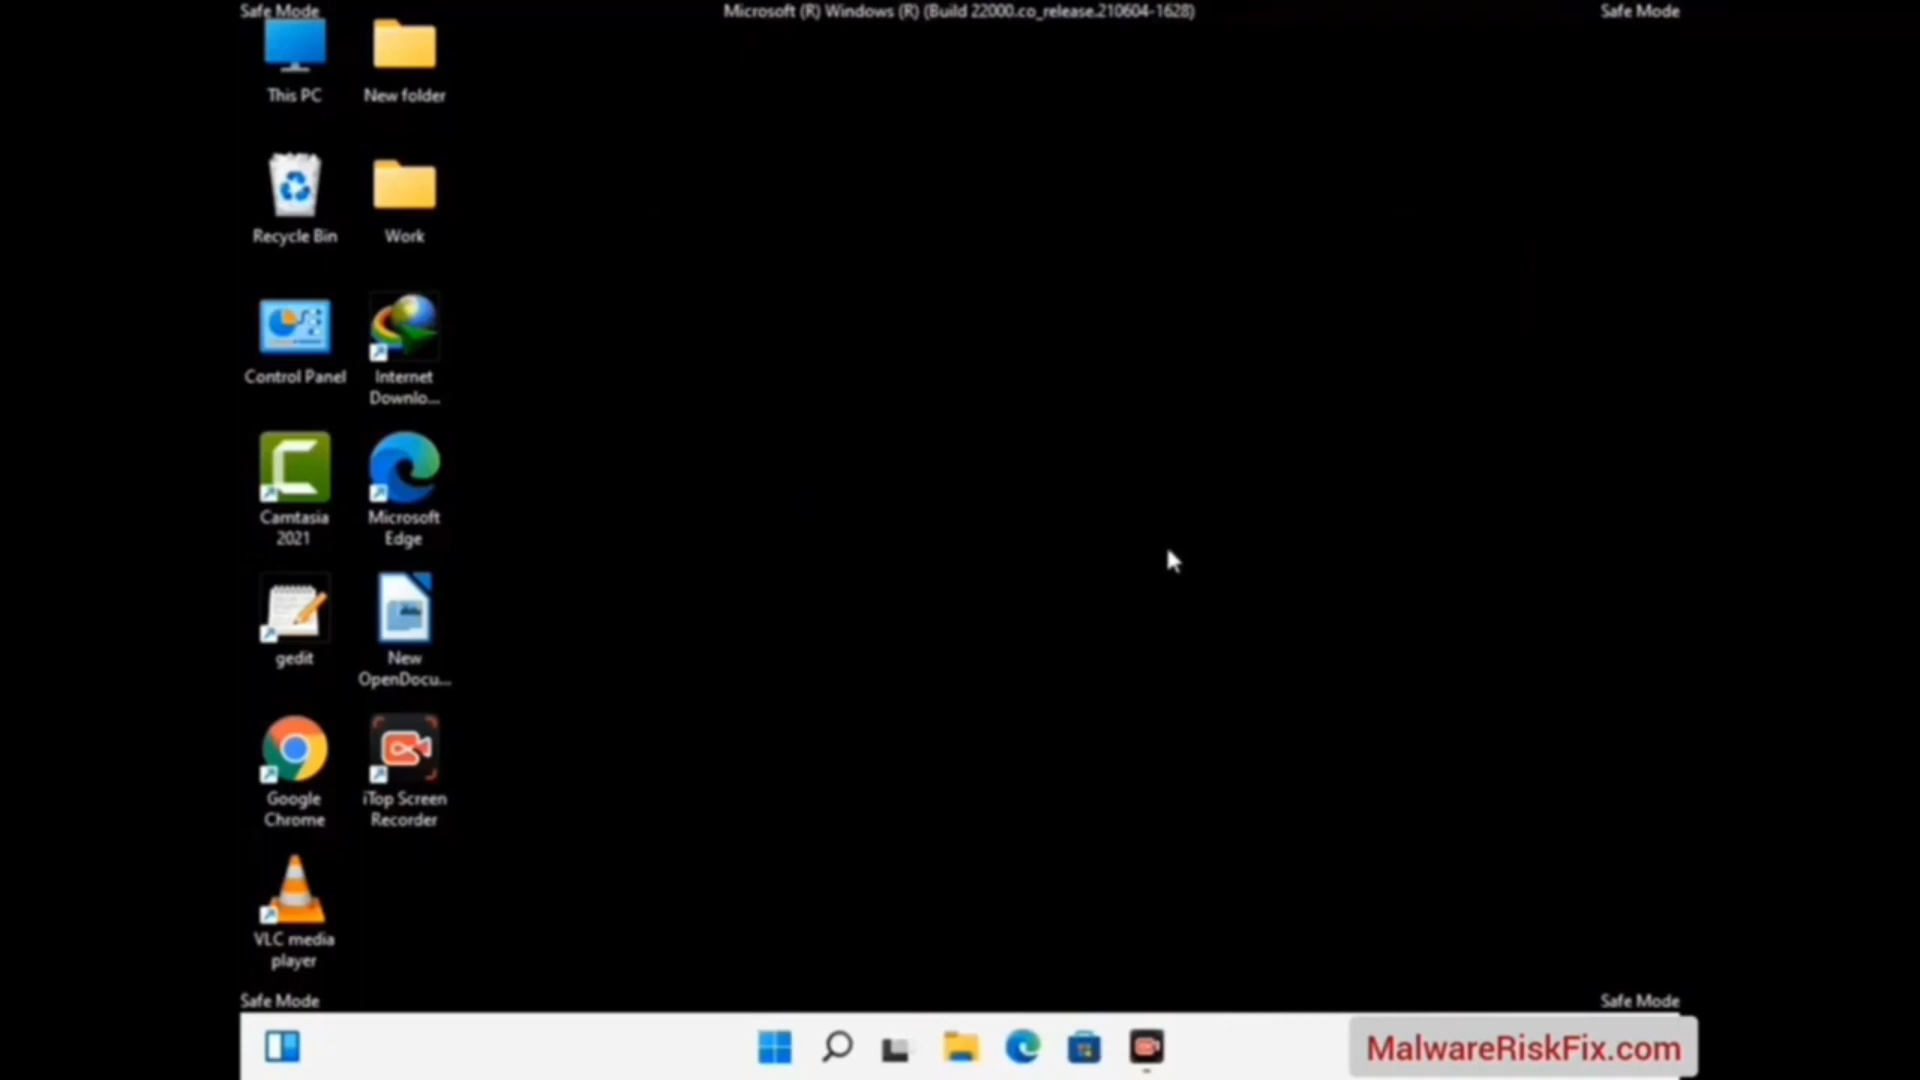 Safe Mode
Microsoft (R) Windows (R) (Build 22000.co_release.210604-1628)
Safe Mode
This PC
New folder
Recycle Bin
Work
Control Panel
Internet
Downlo...
Camtasia
2021
Microsoft
Edge
gedit
New
OpenDocu...
Google
Chrome
iTop Screen
Recorder
VLC media
player
Safe Mode
Safe Mode
MalwareRiskFix.com